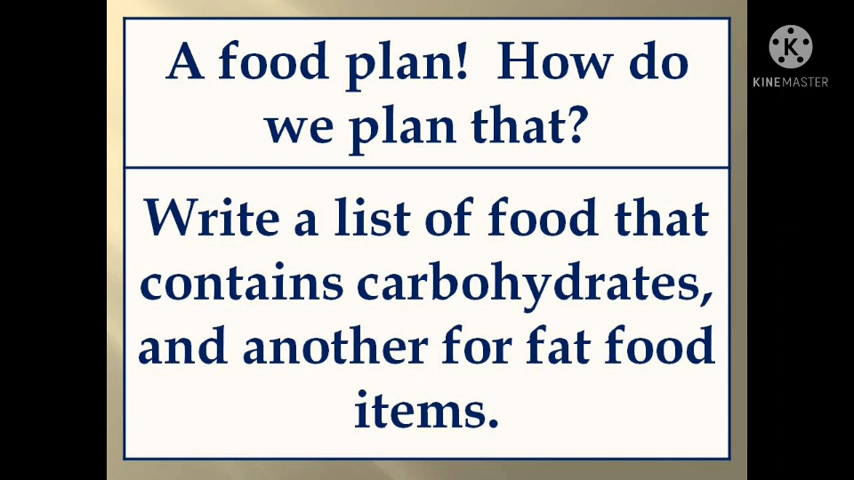 A food plan! How do
we plan that?
Write a list of food that
contains carbohydrates,
and another for fat food
items.
K
KINEMASTER